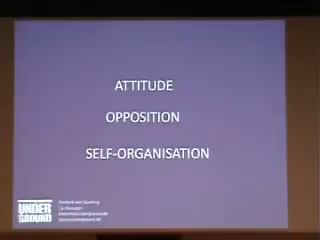 ATTITUDE
OPPOSITION
SELF-ORGANISATION
UNDER
GROUND